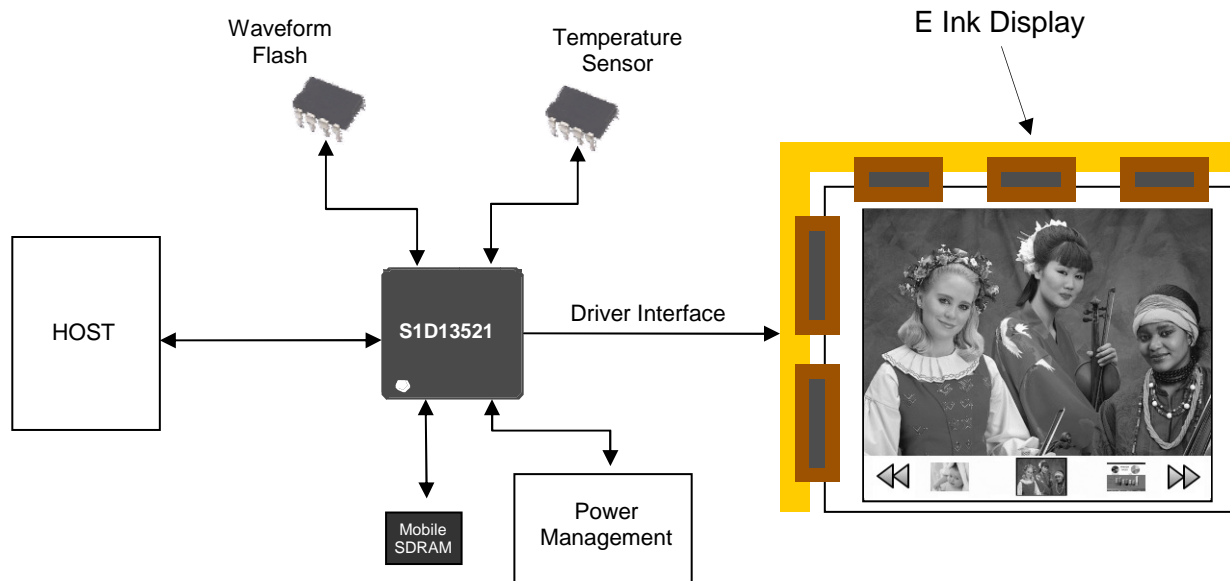 Waveform
Flash
Temperature
Sensor
E Ink Display
HOST
S1D13521
Driver Interface
Mobile
SDRAM
Power
Management